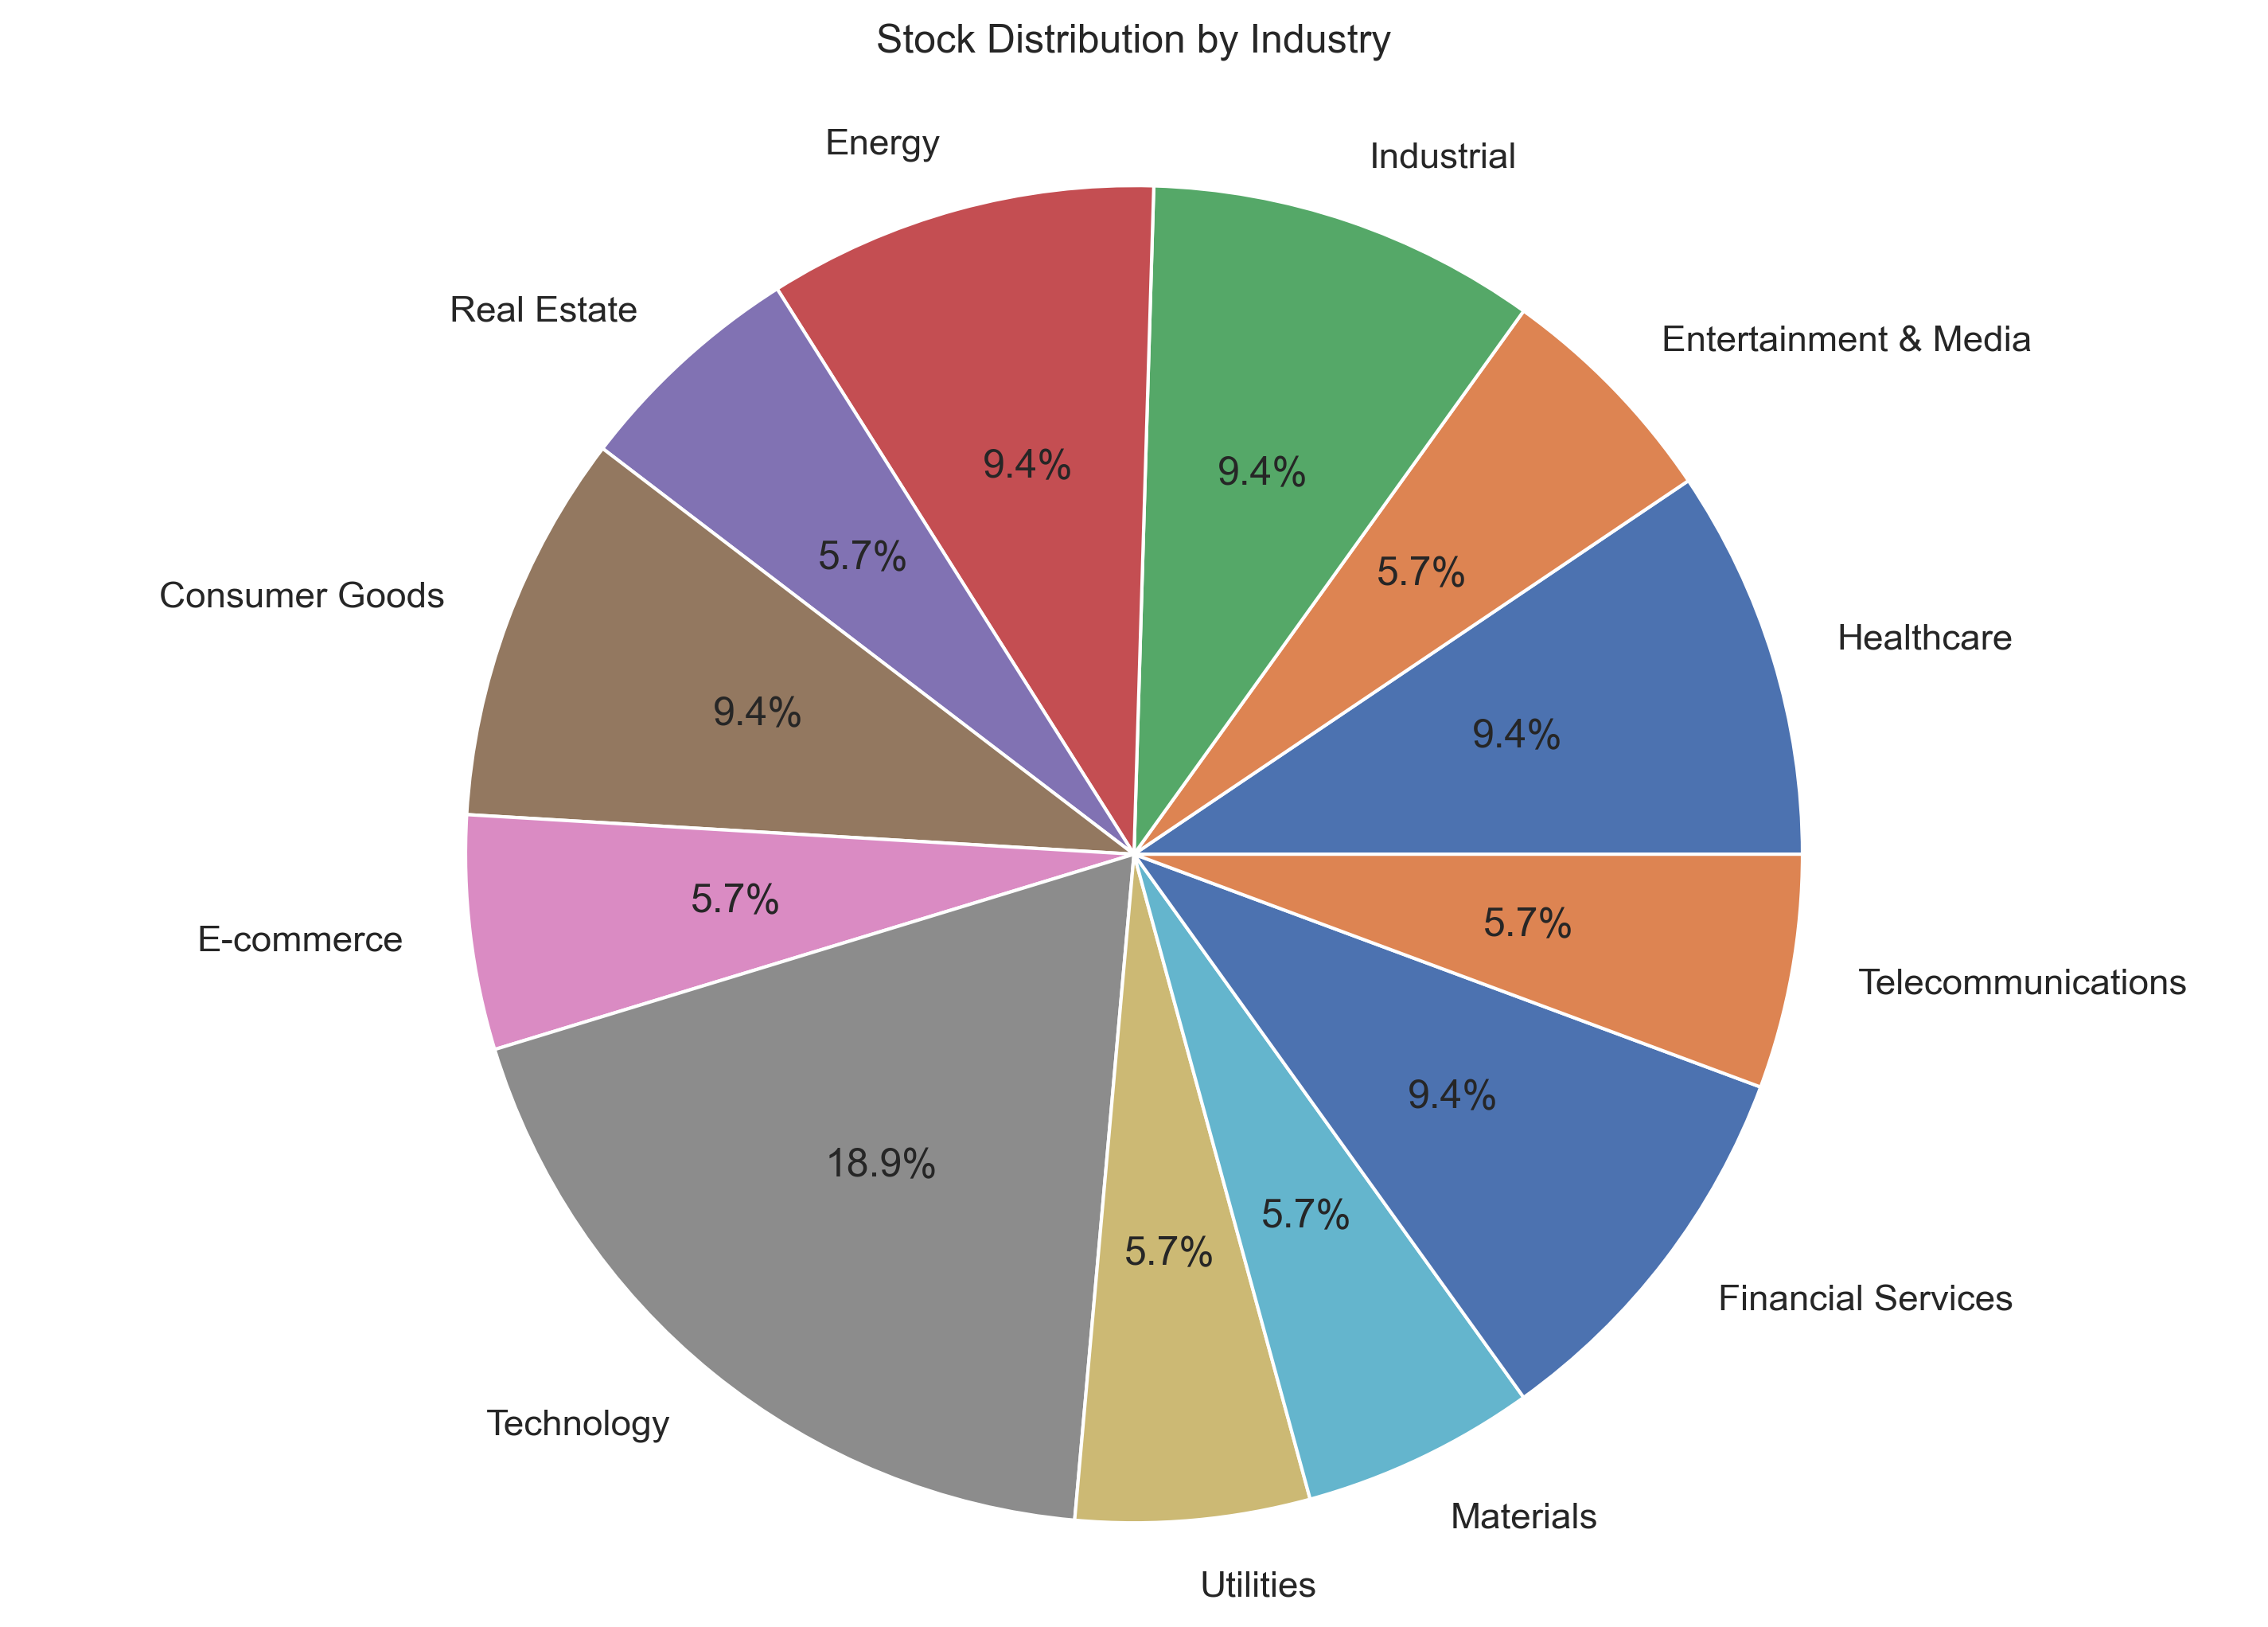 Stock Distribution by Industry
Energy
Industrial
Real Estate
Entertainment & Media
9.4%
9.4%
5.7%
5.7%
Consumer Goods
Healthcare
9.4%
9.4%
5.7%
5.7%
E-commerce
Telecommunications
9.4%
18.9%
5.7%
5.7%
Financial Services
Technology
Materials
Utilities